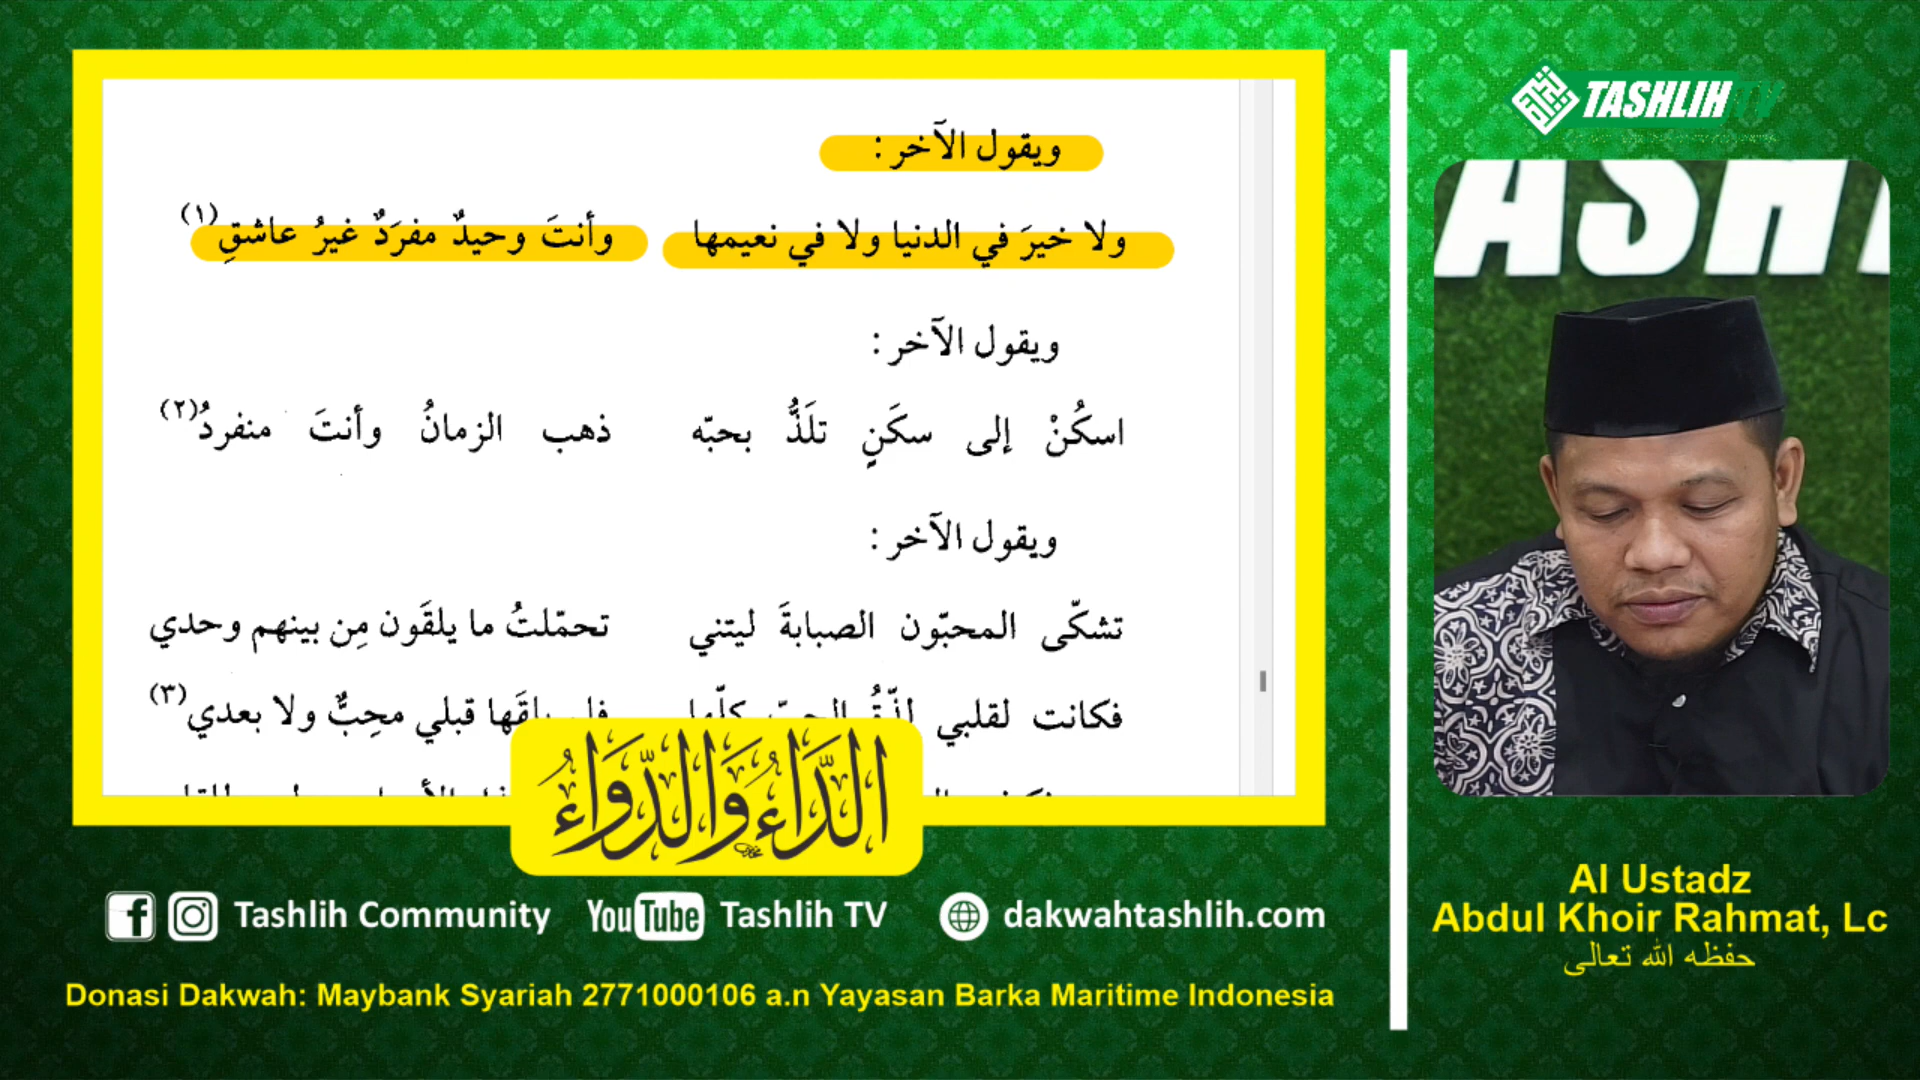 ويقول الآخر :
ولا خيرَ في الدنيا ولا في نعيمها وأنتَ وحيدٌ مفرَدٌ غيرُ عاشقِ(١)
ويقول الآخر :
اسكُنْ إلى سكَنٍ تلَذُّ بحبّه ذهب الزمانُ وأنتَ منفردُ(٢)
ويقول الآخر :
تشكّى المحبّون الصبابةَ ليتني تحمّلتُ ما يلقَون مِن بينهم وحدي
فكانت لقلبي قبلي محِبٌّ ولا بعدي(٣)
الدَّاءُ وَالدَّوَاءُ
Tashlih Community YouTube Tashlih TV dakwahtashlih.com
Donasi Dakwah: Maybank Syariah 2771000106 a.n Yayasan Barka Maritime Indonesia
TASHLIH TV
ASH
Al Ustadz
Abdul Khoir Rahmat, Lc
حفظه الله تعالى